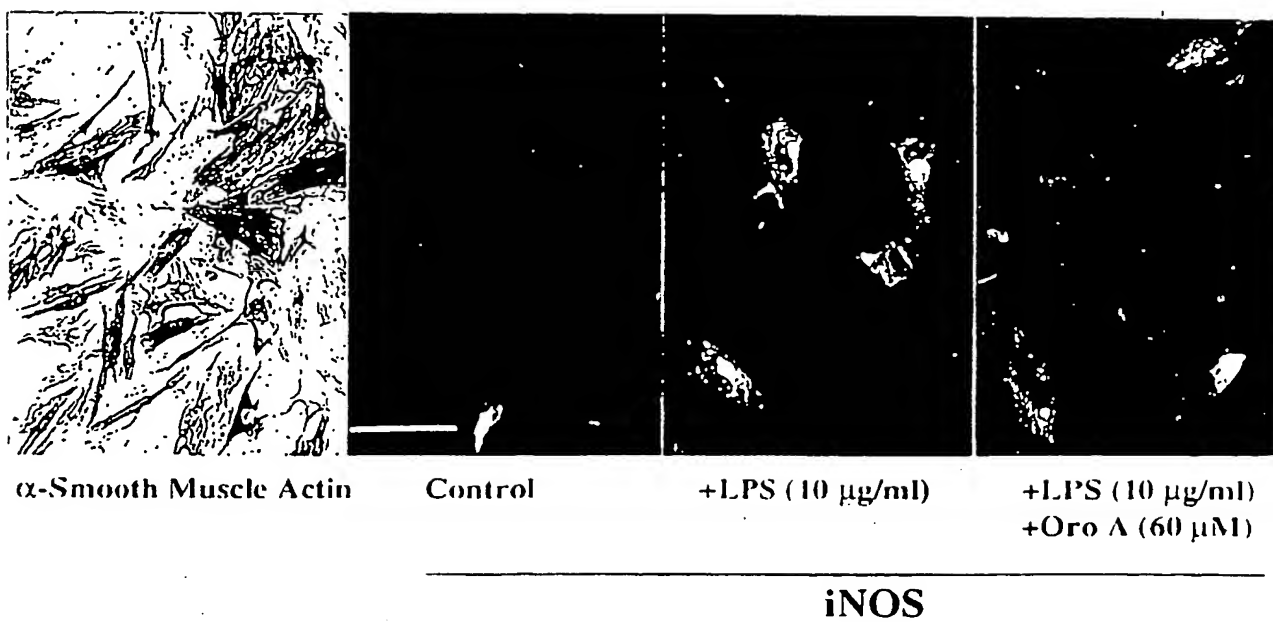 α-Smooth Muscle Actin Control +LPS (10 µg/ml) +LPS (10 µg/ml)
+Oro A (60 µM)
iNOS